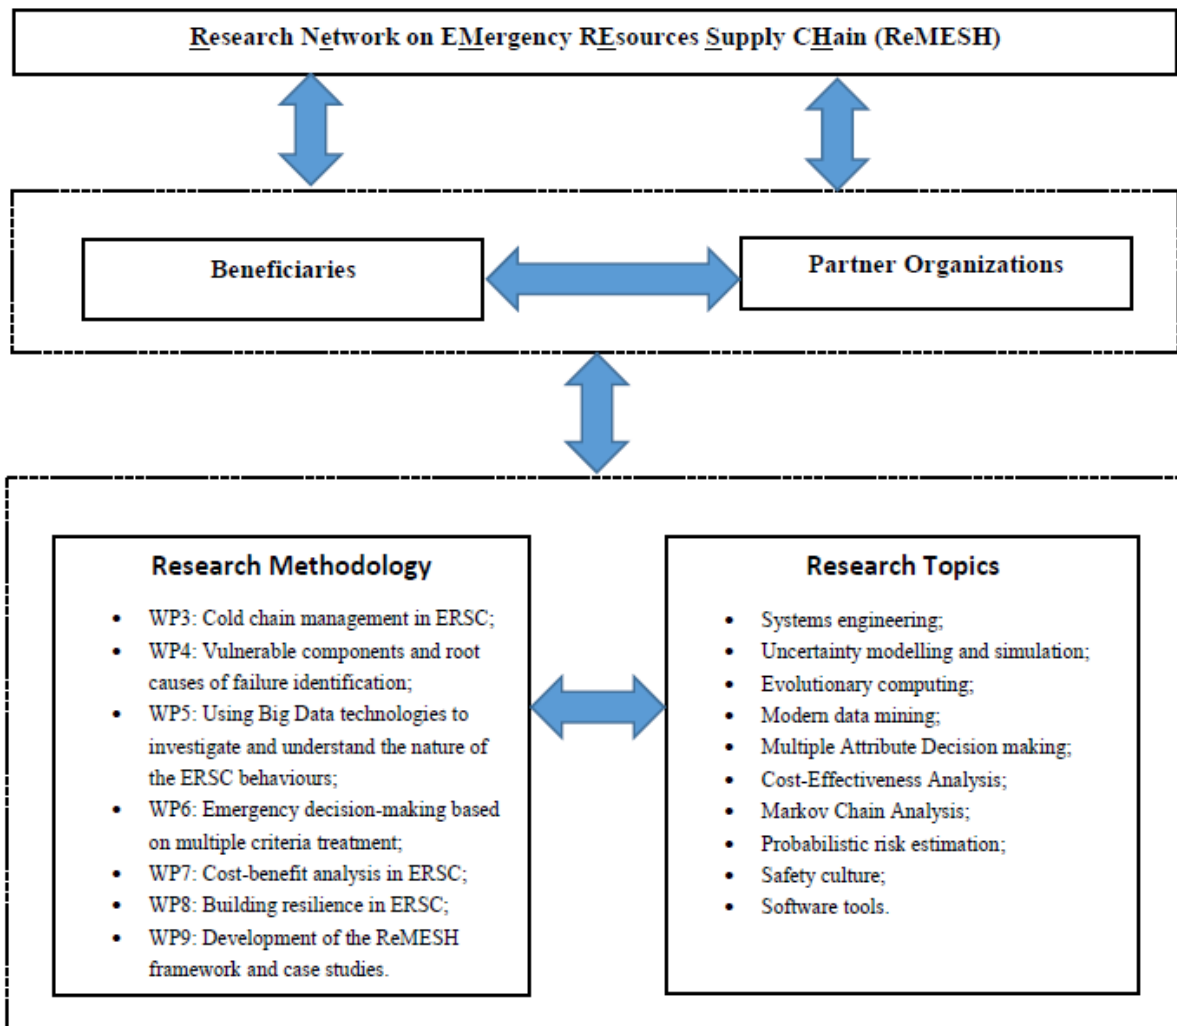 Research Network on EMergency REsources Supply CHain (ReMESH)
Beneficiaries
Partner Organizations
Research Methodology
• WP3: Cold chain management in ERSC;
• WP4: Vulnerable components and root
causes of failure identification;
• WP5: Using Big Data technologies to
investigate and understand the nature of
the ERSC behaviours;
• WP6: Emergency decision-making based
on multiple criteria treatment;
• WP7: Cost-benefit analysis in ERSC;
• WP8: Building resilience in ERSC;
• WP9: Development of the ReMESH
framework and case studies.
Research Topics
• Systems engineering;
• Uncertainty modelling and simulation;
• Evolutionary computing;
• Modern data mining;
• Multiple Attribute Decision making;
• Cost-Effectiveness Analysis;
• Markov Chain Analysis;
• Probabilistic risk estimation;
• Safety culture;
• Software tools.